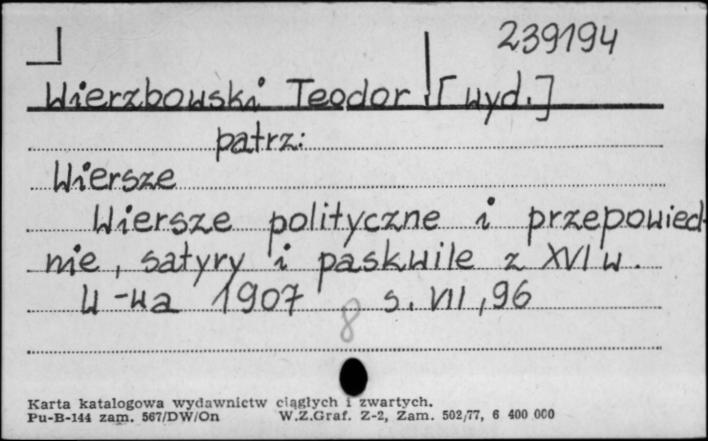 239194
Wierzbowski Teodor [wyd.]
patrz:
Wiersze
Wiersze polityczne i przepowied-
nie, satyry i paskwile z XVI w.
W-wa 1907 s. VII, 96
8
Karta katalogowa wydawnictw ciągłych i zwartych.
Pu-B-144 zam. 567/DW/On W.Z.Graf. Z-2, Zam. 502/77, 6 400 000